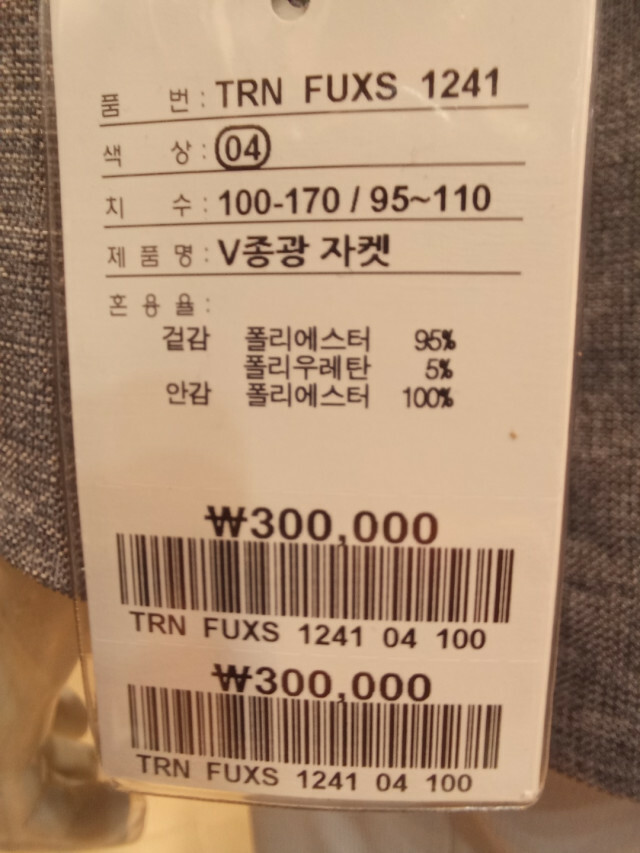 품 번 : TRN FUXS 1241
색 상 : 04
치 수 : 100-170 / 95~110
제 품 명 : V종광 자켓
혼 용 율 :
겉감 폴리에스터 95%
폴리우레탄 5%
안감 폴리에스터 100%
₩300,000
TRN FUXS 1241 04 100
₩300,000
TRN FUXS 1241 04 100